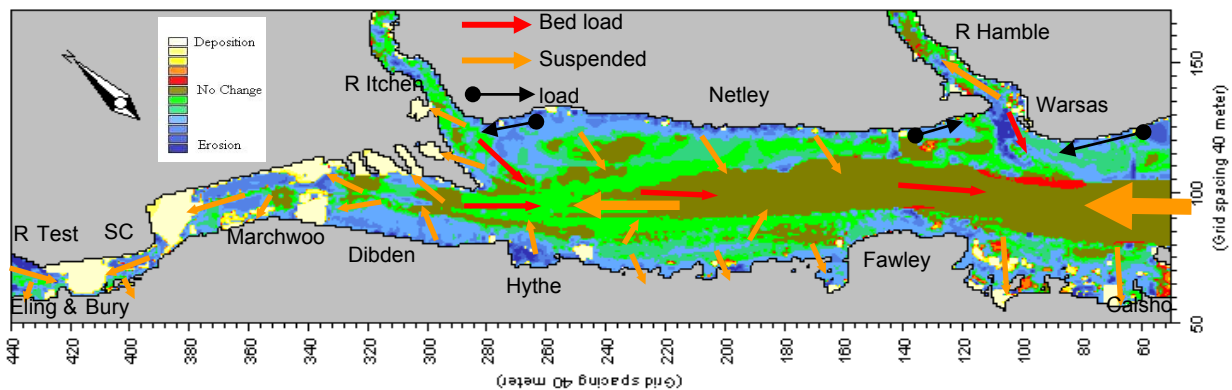 Deposition
No Change
Erosion
N
Bed load
Suspended
load
R Itchen
Netley
R Hamble
Warsas
R Test
SC
Marchwoo
Dibden
Hythe
Fawley
Calsho
Eling & Bury
150
100
50
(Grid spacing 40 meter)
440
420
400
380
360
340
320
300
280
260
240
220
200
180
160
140
120
100
80
60
(Grid spacing 40 meter)